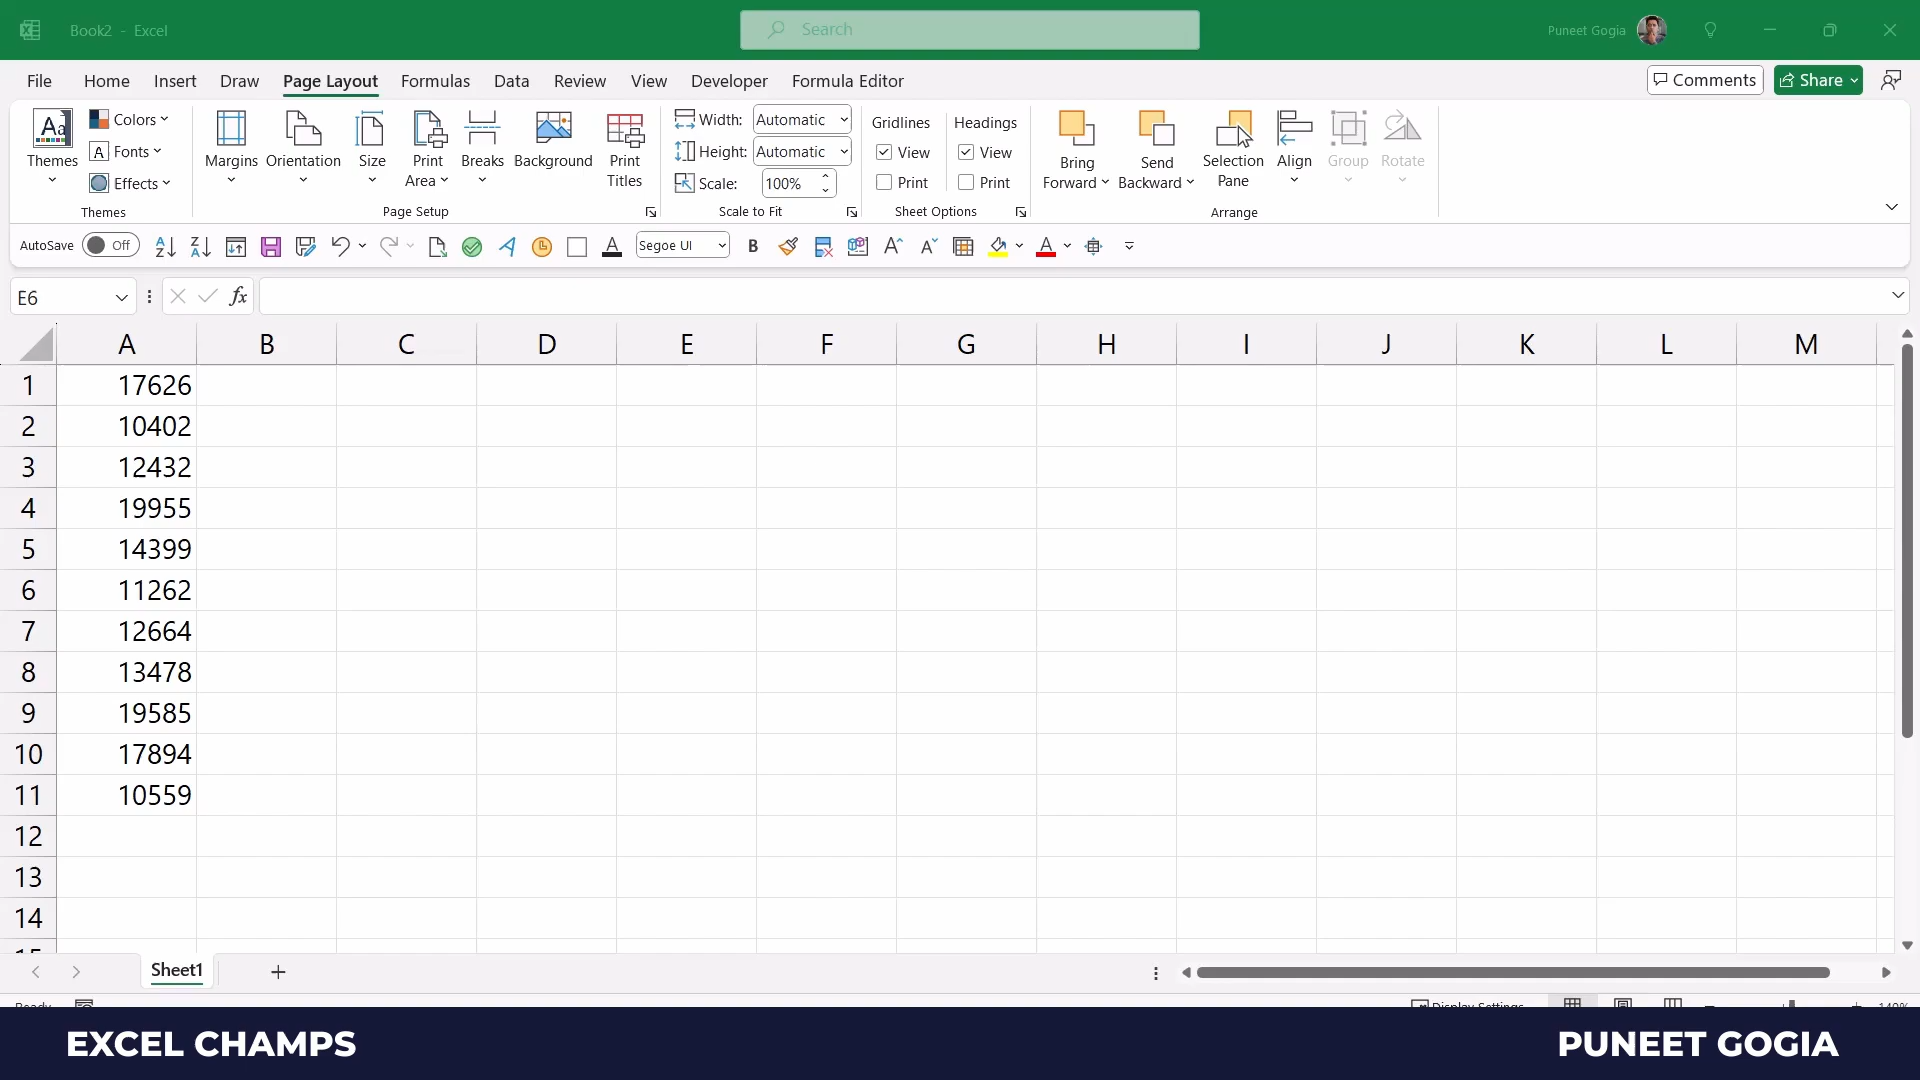 Book2 - Excel
Search
Puneet Gogia
File Home Insert Draw Page Layout Formulas Data Review View Developer Formula Editor
Comments Share
Themes
Colors
Fonts
Effects
Themes
Margins
Orientation
Size
Print Area
Breaks
Background
Print Titles
Page Setup
Width: Automatic
Height: Automatic
Scale: 100%
Scale to Fit
Gridlines
View
Print
Headings
View
Print
Sheet Options
Bring Forward
Send Backward
Selection Pane
Align
Group
Rotate
Arrange
AutoSave Off
Segoe UI
B
E6
fx
A B C D E F G H I J K L M
1 17626
2 10402
3 12432
4 19955
5 14399
6 11262
7 12664
8 13478
9 19585
10 17894
11 10559
12
13
14
15
Sheet1
Ready
Display Settings
140%
EXCEL CHAMPS
PUNEET GOGIA